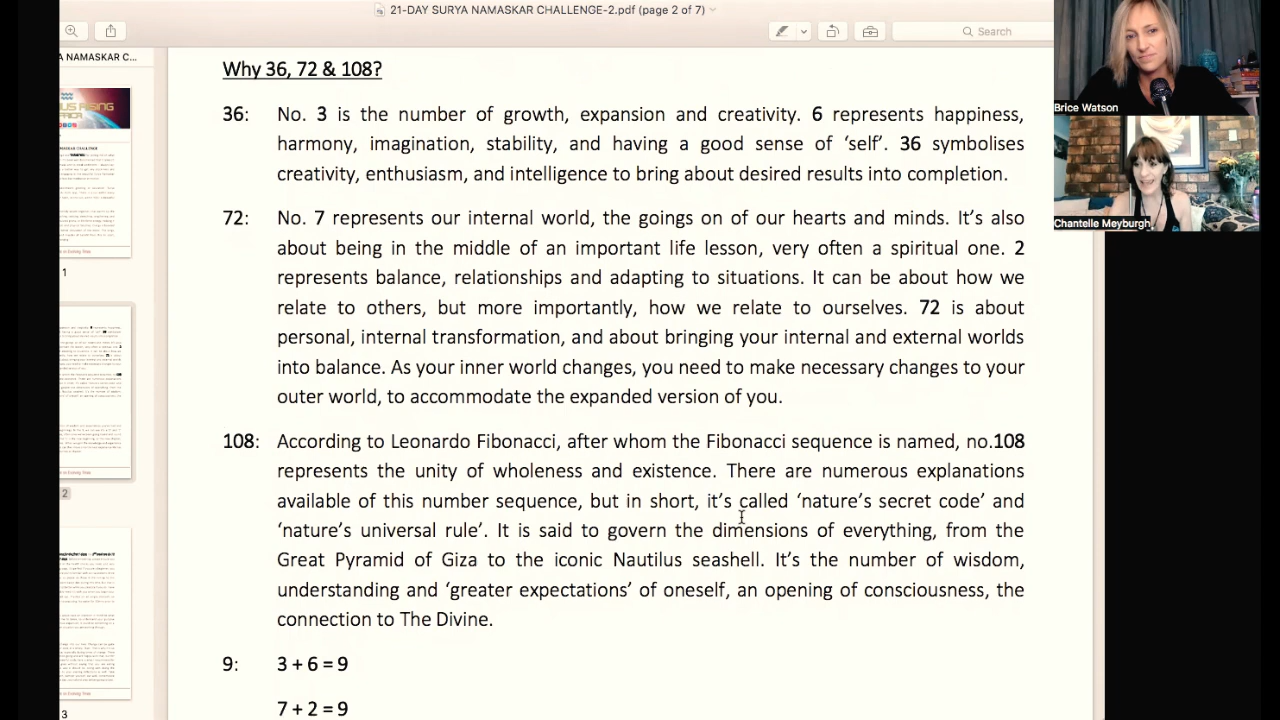 21-DAY SURYA NAMASKAR CHALLENGE-2.pdf (page 2 of 7)
Search
A NAMASKAR C...
Why 36, 72 & 108?
36: No. 3 is the number of growth, expansion and creativity. 6 represents happiness,
harmony, imagination, stability, and having a good sense of ‘self’. 36 symbolises
creativity, enthusiasm, and intelligence to bring about desired results into completion.
72: No. 7 represents our internal world, the goings on of our hearts and minds. It’s also
about being in the midst of an important life lesson, very often a spiritual one. 2
represents balance, relationships and adapting to situations. It can be about how we
relate to others, but more importantly, how we relate to ourselves. 72 is about
personal internal transformation, and about bringing your internal and external worlds
into balance. As your inner world changes, you need to make necessary changes to your
outer world, to accommodate the expanded version of you.
108: According to Leonardo Fibonacci, after whom the Fibonacci sequence is named, no.108
represents the unity of wholeness and existence. There are numerous explanations
available of this number sequence, but in short, it’s called ‘nature’s secret code’ and
‘nature’s universal rule’. It is said to govern the dimensions of everything, from the
Great Pyramid of Giza to the iconic nautilus seashell. It’s the number of wisdom,
understanding and ‘great expectations’ of oneself, an opening of consciousness, the
connection to The Divine.
9: 3 + 6 = 9
7 + 2 = 9
1
2
3
Brice Watson
Chantelle Meyburgh